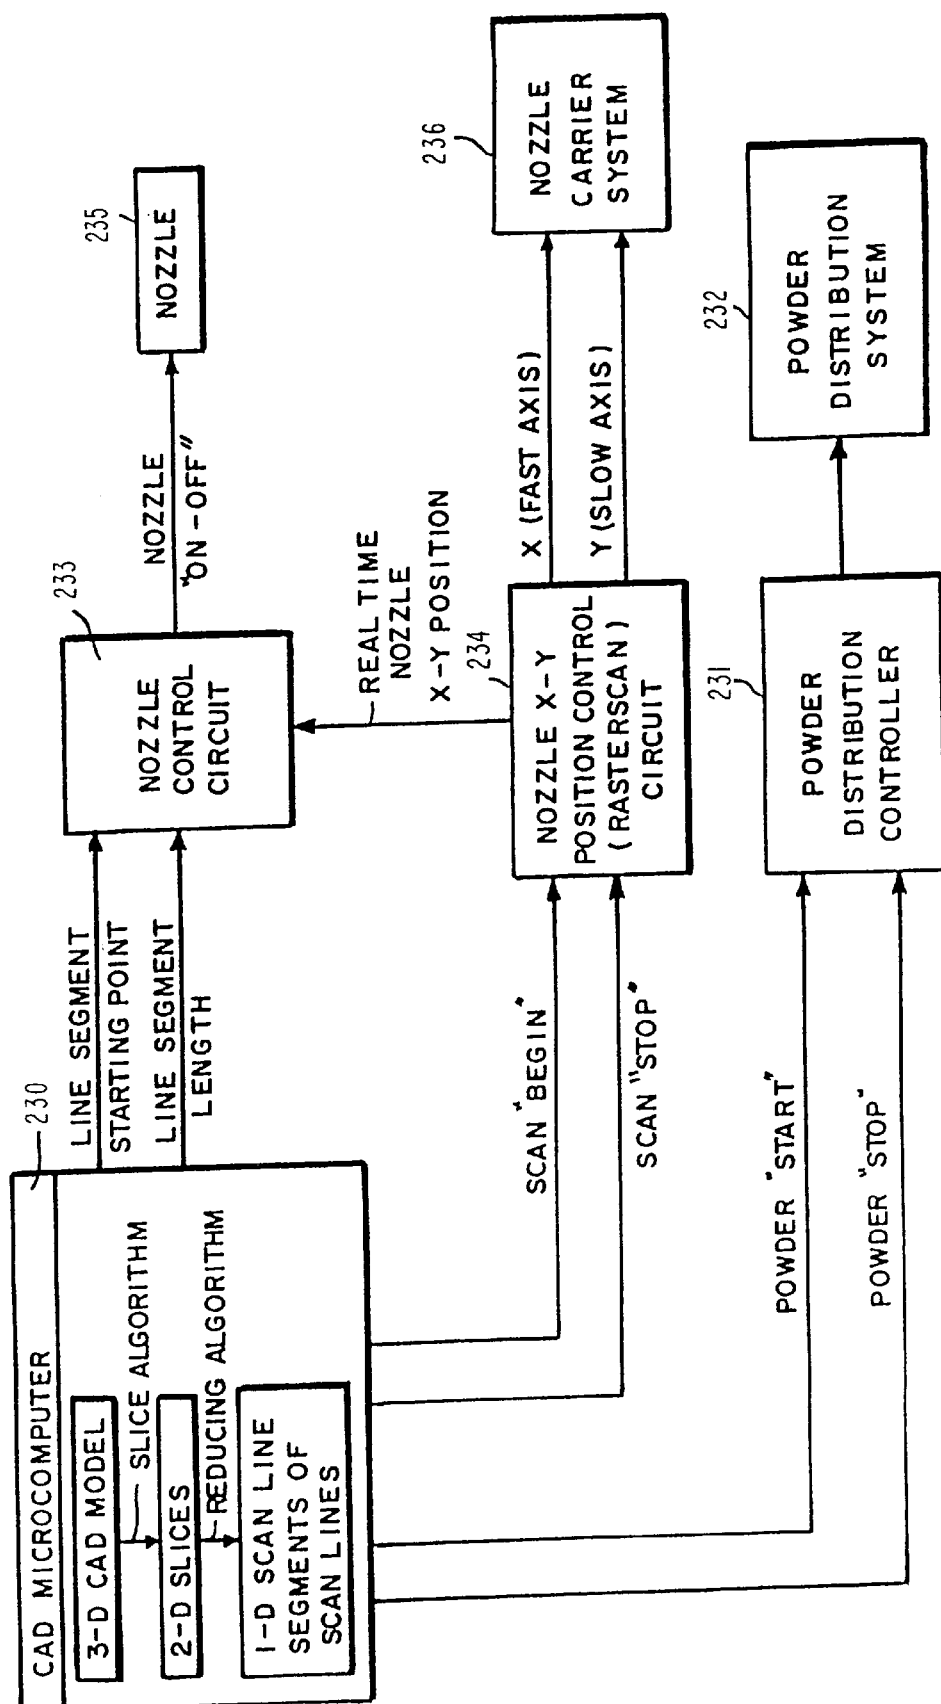 CAD MICROCOMPUTER
230
3-D CAD MODEL
SLICE ALGORITHM
2-D SLICES
REDUCING ALGORITHM
1-D SCAN LINE
SEGMENTS OF
SCAN LINES
LINE SEGMENT
STARTING POINT
LINE SEGMENT
LENGTH
233
NOZZLE
CONTROL
CIRCUIT
NOZZLE
"ON-OFF"
235
NOZZLE
REAL TIME
NOZZLE
X-Y POSITION
SCAN "BEGIN"
SCAN "STOP"
234
NOZZLE X-Y
POSITION CONTROL
(RASTERSCAN)
CIRCUIT
X (FAST AXIS)
Y (SLOW AXIS)
236
NOZZLE
CARRIER
SYSTEM
POWDER "START"
POWDER "STOP"
231
POWDER
DISTRIBUTION
CONTROLLER
232
POWDER
DISTRIBUTION
SYSTEM